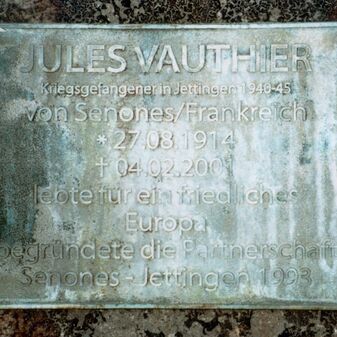 JULES VAUTHIER
Kriegsgefangener in Jettingen 1940-45
von Senones/Frankreich
* 27.08.1914
† 04.02.200
lebte für ein friedliches
Europa
begründete die Partnerschaft
Senones - Jettingen 1993